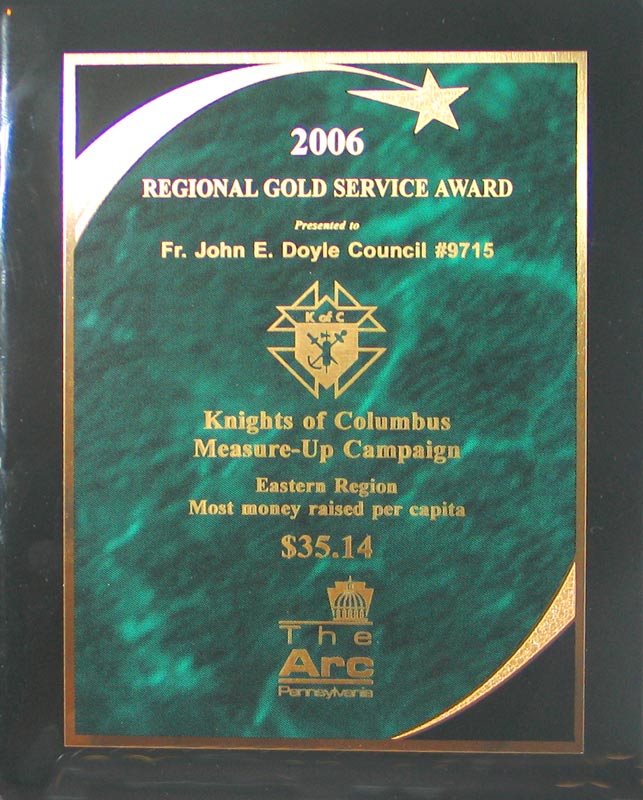 2006
REGIONAL GOLD SERVICE AWARD
Presented to
Fr. John E. Doyle Council #9715
K of C
Knights of Columbus
Measure-Up Campaign
Eastern Region
Most money raised per capita
$35.14
The
Arc
Pennsylvania